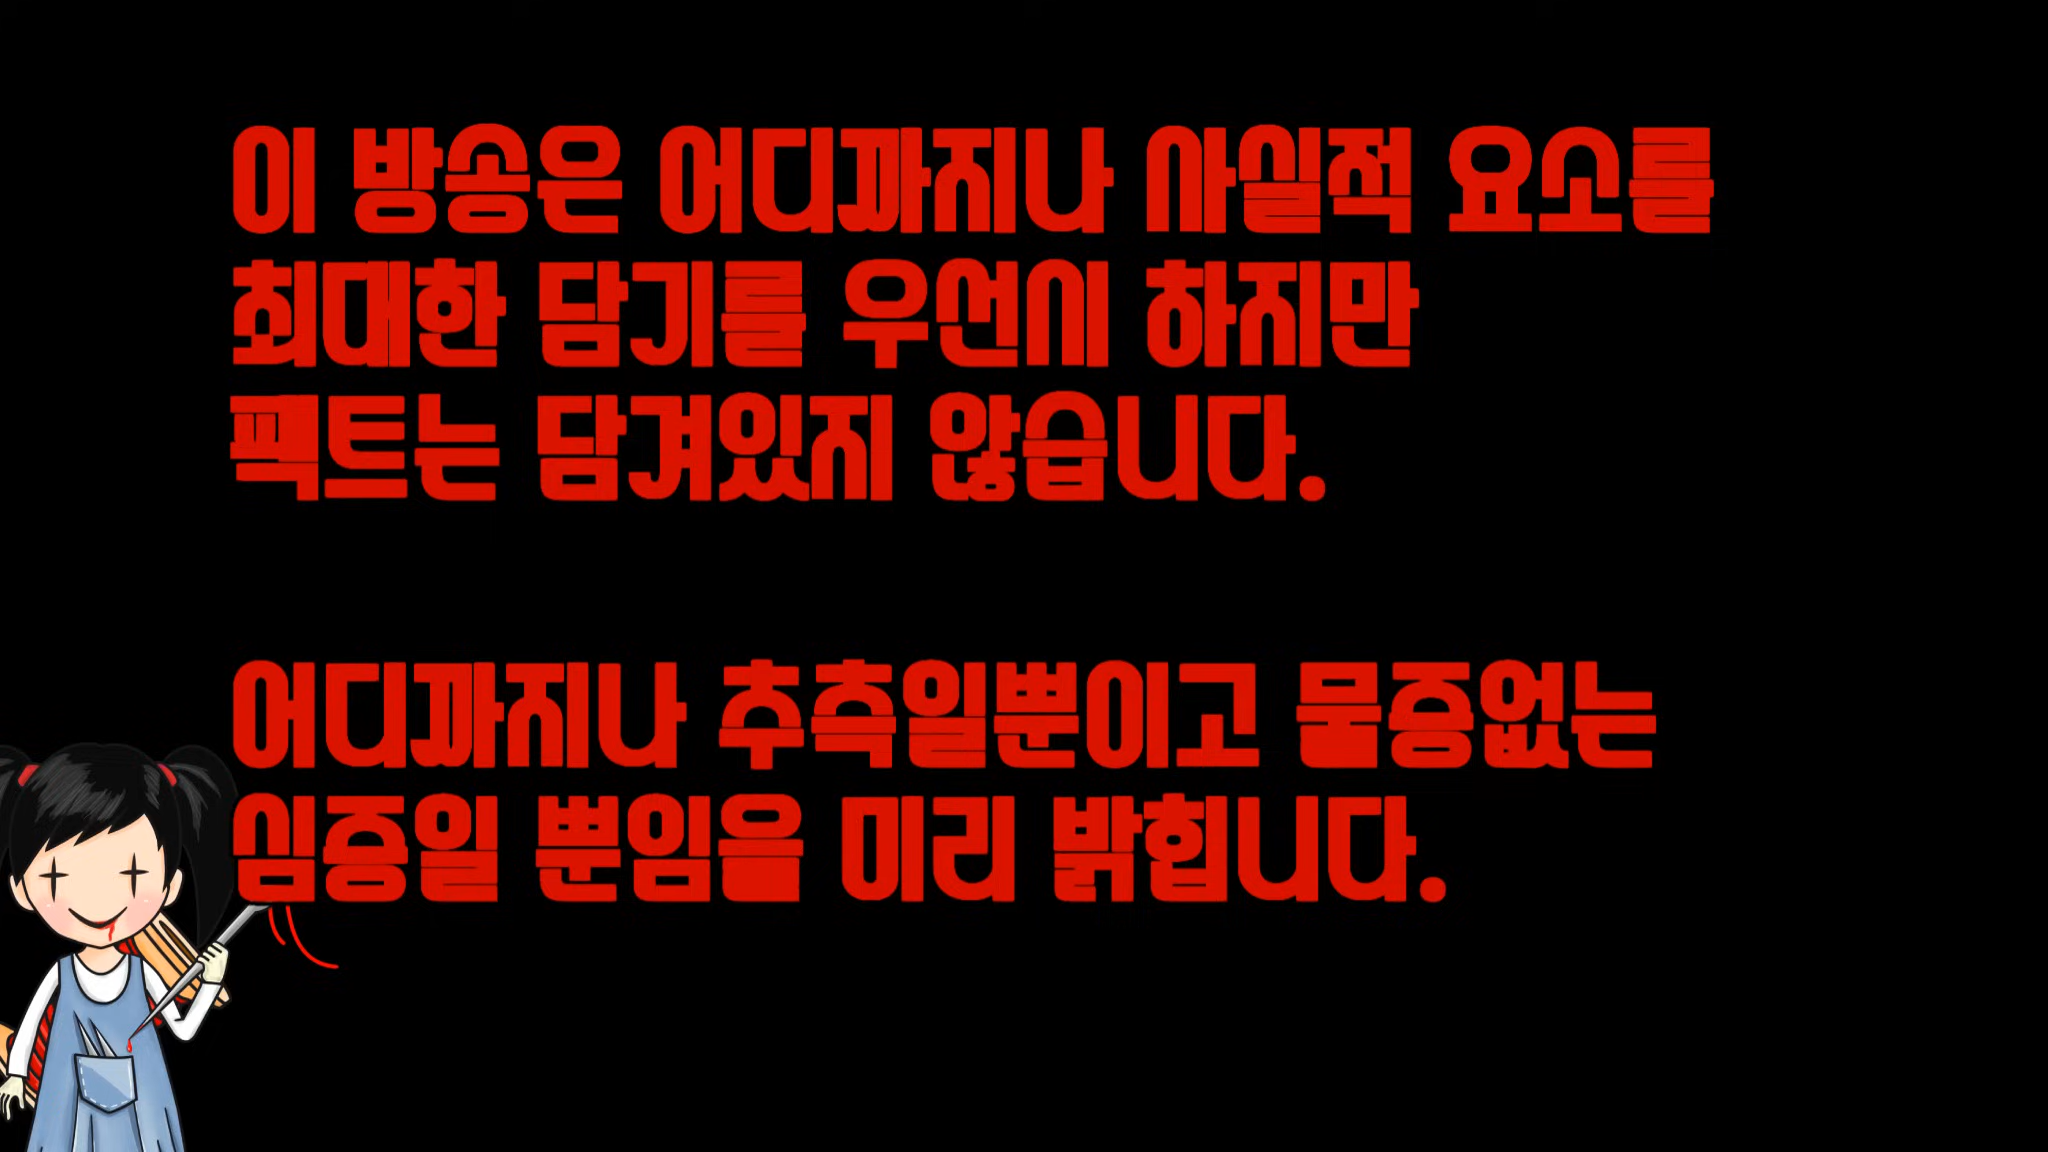 이 방송은 어디까지나 사실적 요소를
최대한 담기를 우선시 하지만
팩트는 담겨있지 않습니다.
어디까지나 추측일뿐이고 물증없는
심증일 뿐임을 미리 밝힙니다.